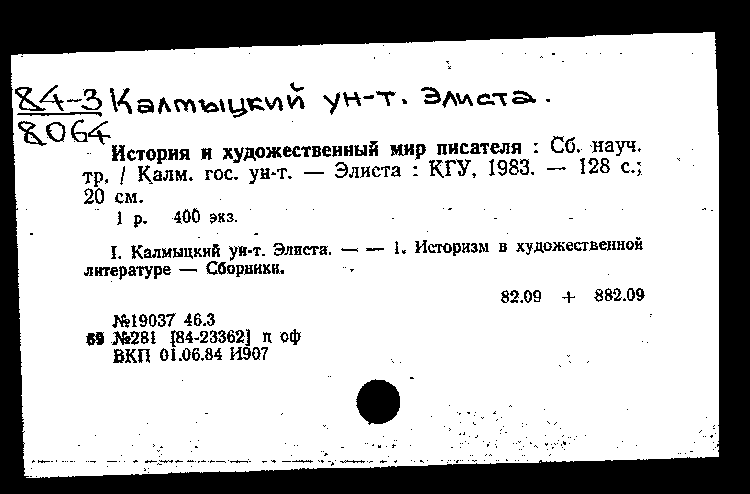 84-3 Калмыцкий ун-т. Элиста.
8064
История и художественный мир писателя : Сб. науч.
тр. / Калм. гос. ун-т. — Элиста : КГУ, 1983. — 128 с.;
20 см.
1 р. 400 экз.
I. Калмыцкий ун-т. Элиста. — — 1. Историзм в художественной
литературе — Сборники.
82.09 + 882.09
№19037 46.3
69 №281 [84-23362] п оф
ВКП 01.06.84 И907